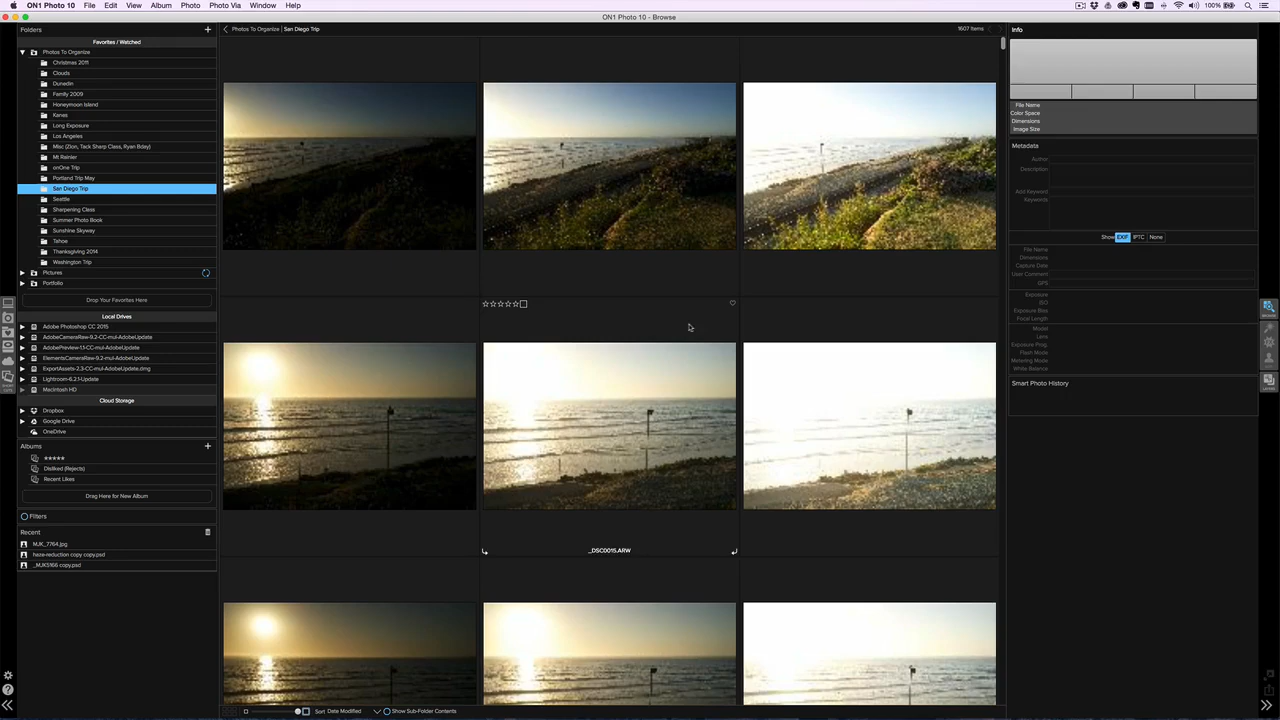 ON1 Photo 10 File Edit View Album Photo Photo Via Window Help 100%
ON1 Photo 10 - Browse
Folders
Favorites / Watched
Photos To Organize
Christmas 2011
Clouds
Dunedin
Family 2009
Honeymoon Island
Kanes
Long Exposure
Los Angeles
Misc (Zion, Tack Sharp Class, Ryan Bday)
Mt Rainier
onOne Trip
Portland Trip May
San Diego Trip
Seattle
Sharpening Class
Summer Photo Book
Sunshine Skyway
Tahoe
Thanksgiving 2014
Washington Trip
Pictures
Portfolio
Drop Your Favorites Here
Local Drives
Adobe Photoshop CC 2015
AdobeCameraRaw-9.2-CC-mul-AdobeUpdate
AdobePreview-1.1-CC-mul-AdobeUpdate
ElementsCameraRaw-9.2-mul-AdobeUpdate
ExportAssets-2.3-CC-mul-AdobeUpdate.dmg
Lightroom-6.2.1-Update
Macintosh HD
Cloud Storage
Dropbox
Google Drive
OneDrive
Albums
★★★★★
Disliked (Rejects)
Recent Likes
Drag Here for New Album
Filters
Recent
MJK_7764.jpg
haze-reduction copy copy.psd
_MJK5166 copy.psd
Photos To Organize San Diego Trip 1607 Items
_DSC0015.ARW
Sort Date Modified Show Sub-Folder Contents
Info
File Name
Color Space
Dimensions
Image Size
Metadata
Author
Description
Add Keyword
Keywords
Show EXIF IPTC None
File Name
Dimensions
Capture Date
User Comment
GPS
Exposure
ISO
Exposure Bias
Focal Length
Model
Lens
Exposure Prog.
Flash Mode
Metering Mode
White Balance
Smart Photo History